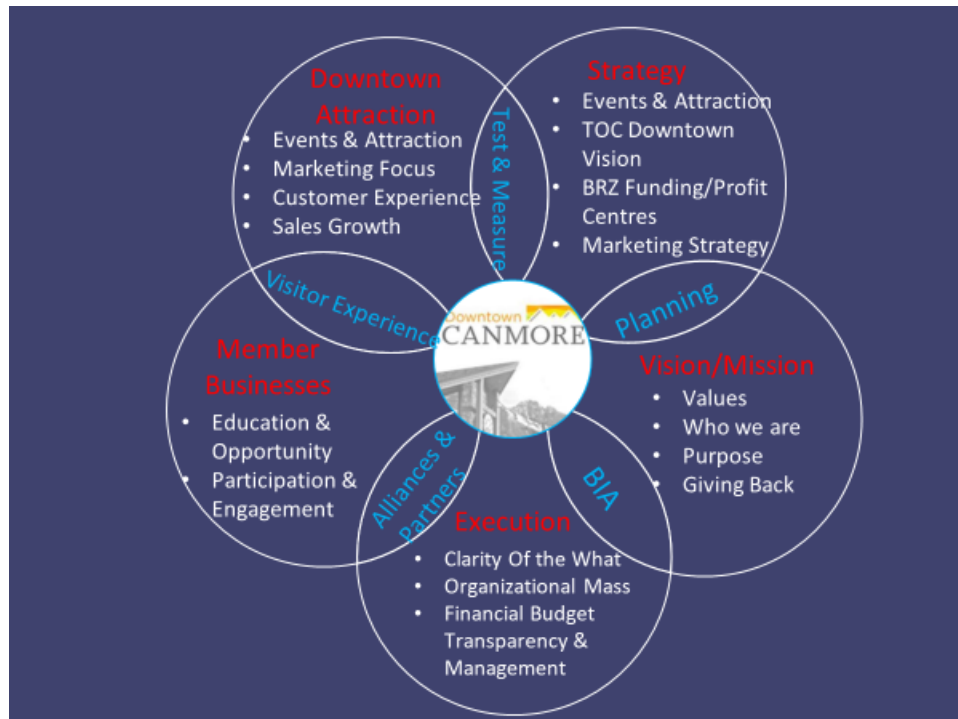 Downtown
Attraction
• Events & Attraction
• Marketing Focus
• Customer Experience
• Sales Growth
Test & Measure
Strategy
• Events & Attraction
• TOC Downtown
Vision
• BRZ Funding/Profit
Centres
• Marketing Strategy
Visitor Experience
Downtown
CANMORE
Planning
Member
Businesses
• Education &
Opportunity
• Participation &
Engagement
Vision/Mission
• Values
• Who we are
• Purpose
• Giving Back
Alliances &
Partners
BIA
Execution
• Clarity Of the What
• Organizational Mass
• Financial Budget
Transparency &
Management